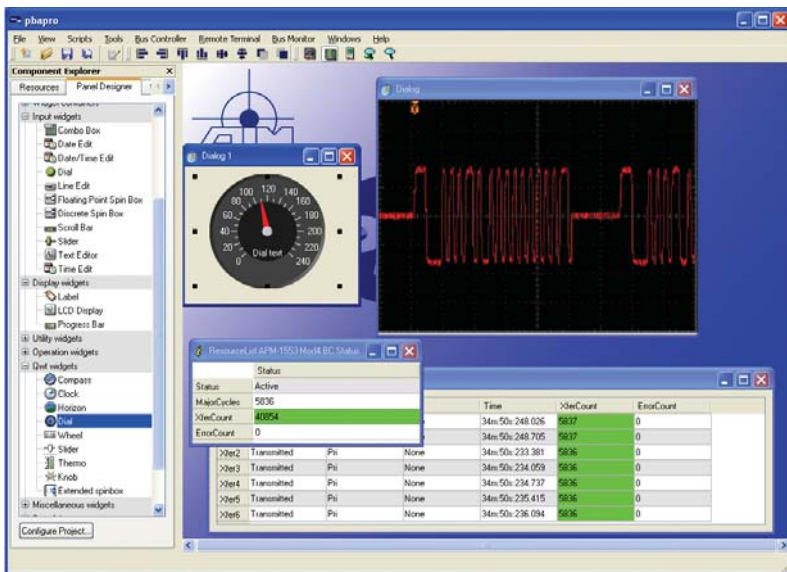 pbapro
File View Scripts Tools Bus Controller Remote Terminal Bus Monitor Windows Help
Component Explorer
Resources Panel Designer
Widget containers
Input widgets
Combo Box
Date Edit
Date/Time Edit
Dial
Line Edit
Floating Point Spin Box
Discrete Spin Box
Scroll Bar
Slider
Text Editor
Time Edit
Display widgets
Label
LCD Display
Progress Bar
Utility widgets
Operation widgets
Qwt widgets
Compass
Clock
Horizon
Dial
Wheel
Slider
Thermo
Knob
Extended spinbox
Miscellaneous widgets
Configure Project...
AIM
Dialog 1
0 20 40 60 80 100 120 140 160 180 200 220 240
Dial text
Dialog
ResourceList APM-1553 Mod4 BC Status
Status
Status Active
MajorCycles 5836
XferCount 40854
ErrorCount 0
Time XferCount ErrorCount
34m:50s:248.026 5837 0
34m:50s:248.705 5837 0
Xfer2 Transmitted Pri None 34m:50s:233.381 5836 0
Xfer3 Transmitted Pri None 34m:50s:234.059 5836 0
Xfer4 Transmitted Pri None 34m:50s:234.737 5836 0
Xfer5 Transmitted Pri None 34m:50s:235.415 5836 0
Xfer6 Transmitted Pri None 34m:50s:236.094 5836 0